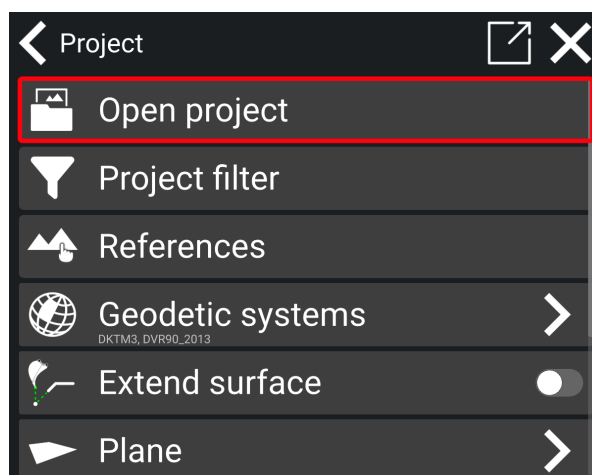 Project
Open project
Project filter
References
Geodetic systems
DKTM3, DVR90_2013
Extend surface
Plane